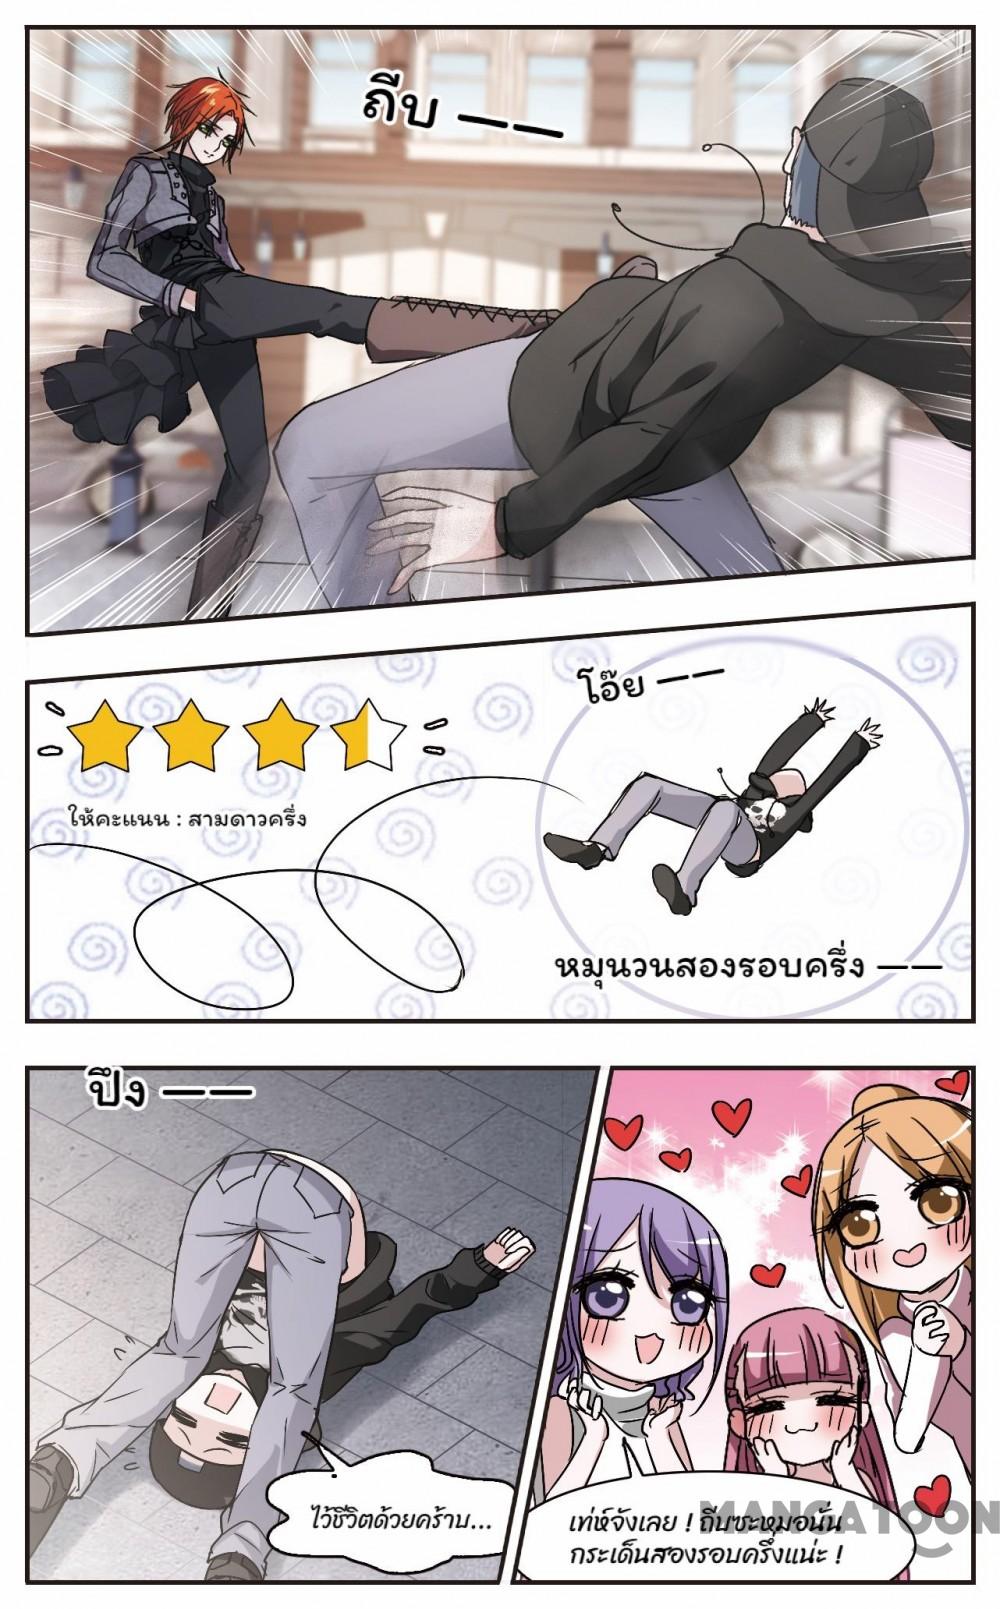 ถีบ ——
โอ๊ย ——
ให้คะแนน : สามดาวครึ่ง
หมุนวนสองรอบครึ่ง ——
ปึง ——
ไว้ชีวิตด้วยคร้าบ...
เท่ห์จังเลย ! ถีบซะหมอนั่น
กระเด็นสองรอบครึ่งแน่ะ !
MANGATOON